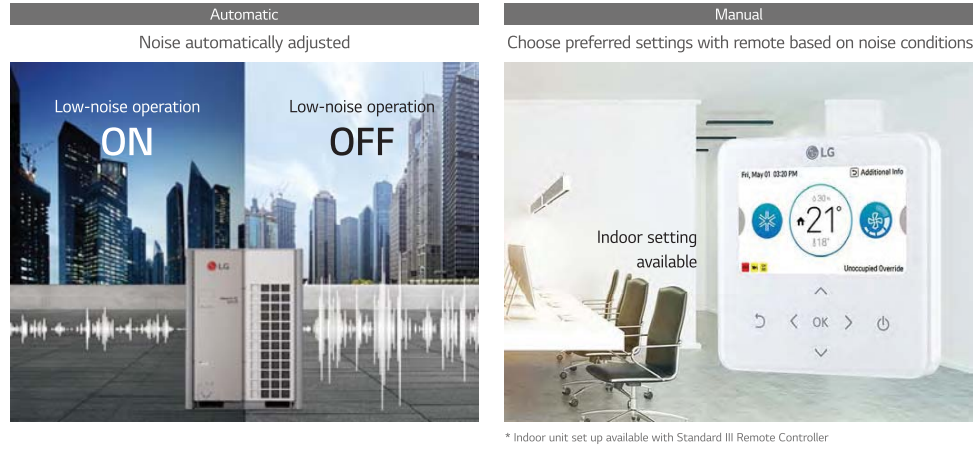 Automatic
Noise automatically adjusted
Low-noise operation
ON
Low-noise operation
OFF
LG
Manual
Choose preferred settings with remote based on noise conditions
Indoor setting
available
LG
Fri, May 01 03:20 PM
Additional Info
21°
18°
Unoccupied Override
OK
* Indoor unit set up available with Standard III Remote Controller